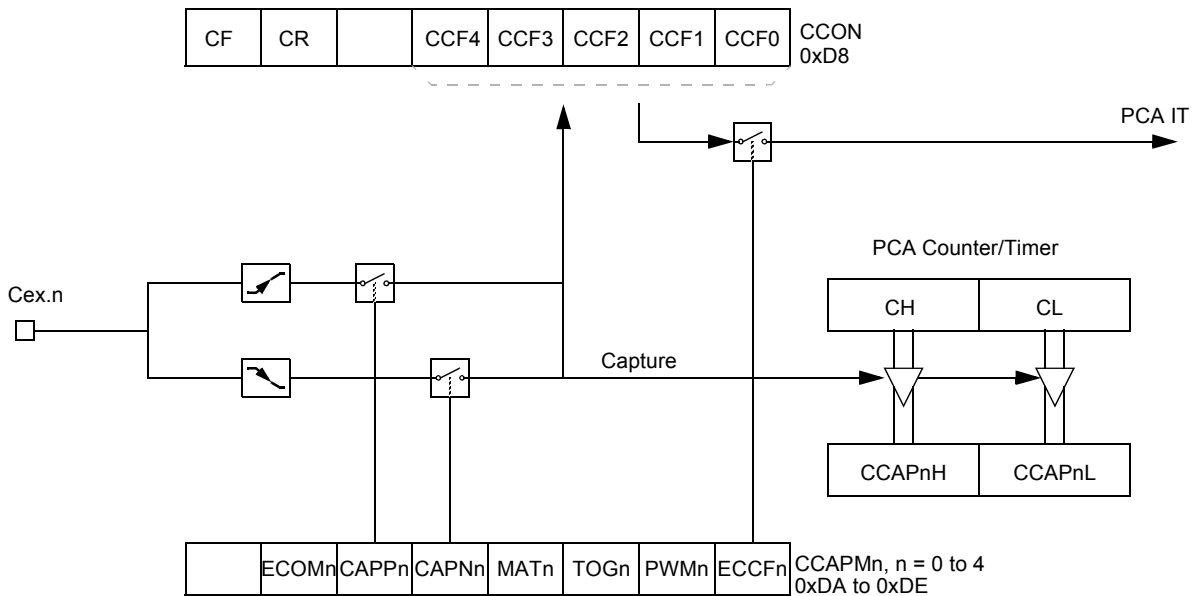 CF CR CCF4 CCF3 CCF2 CCF1 CCF0 CCON
0xD8
PCA IT
PCA Counter/Timer
Cex.n
CH CL
Capture
CCAPnH CCAPnL
ECOMn CAPPn CAPNn MATn TOGn PWMn ECCFn CCAPMn, n = 0 to 4
0xDA to 0xDE